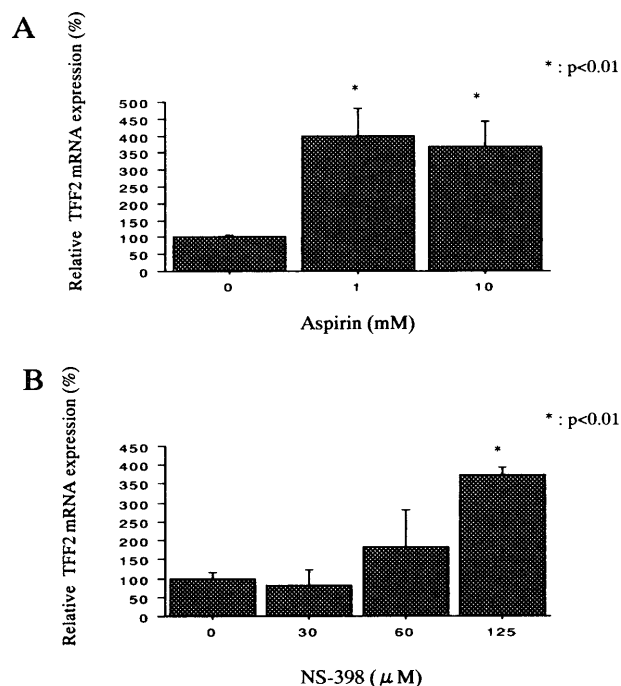 A
* : p<0.01
Relative TFF2 mRNA expression (%)
500
450
400
350
300
250
200
150
100
50
0
*
*
0 1 10
Aspirin (mM)
B
* : p<0.01
Relative TFF2 mRNA expression (%)
450
400
350
300
250
200
150
100
50
0
*
0 30 60 125
NS-398 (μM)